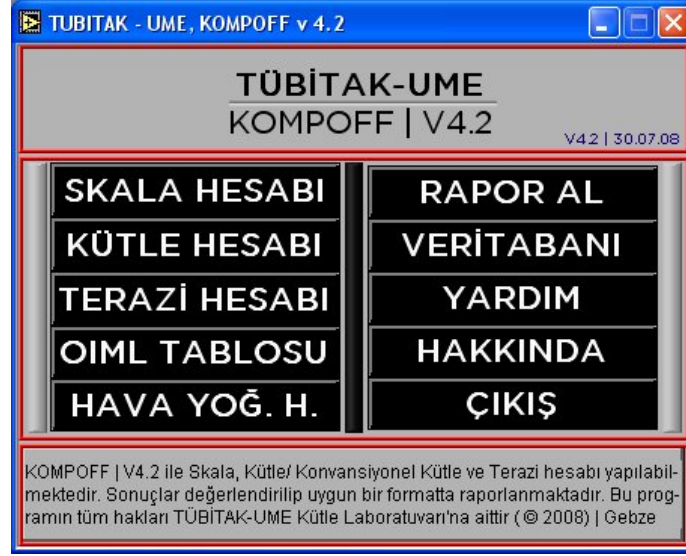 TUBITAK - UME, KOMPOFF v 4.2
TÜBİTAK-UME
KOMPOFF | V4.2
V4.2 | 30.07.08
SKALA HESABI
KÜTLE HESABI
TERAZİ HESABI
OIML TABLOSU
HAVA YOĞ. H.
RAPOR AL
VERİTABANI
YARDIM
HAKKINDA
ÇIKIŞ
KOMPOFF | V4.2 ile Skala, Kütle/ Konvansiyonel Kütle ve Terazi hesabı yapılabil-
mektedir. Sonuçlar değerlendirilip uygun bir formatta raporlanmaktadır. Bu prog-
ramın tüm hakları TÜBİTAK-UME Kütle Laboratuvarı'na aittir ( © 2008) | Gebze